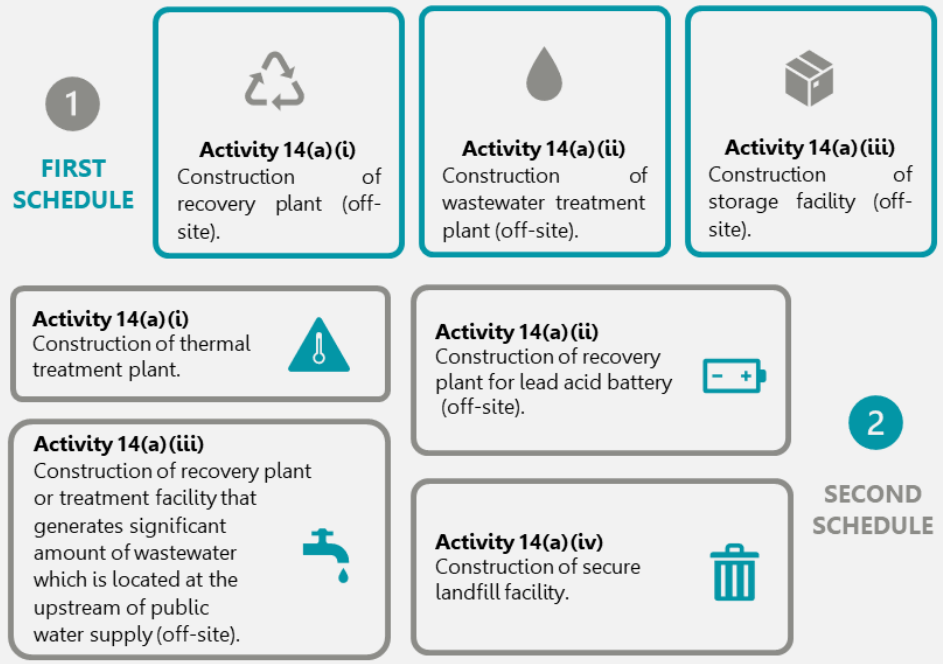 1
FIRST
SCHEDULE
Activity 14(a)(i)
Construction of
recovery plant (off-
site).
Activity 14(a)(ii)
Construction of
wastewater treatment
plant (off-site).
Activity 14(a)(iii)
Construction of
storage facility (off-
site).
Activity 14(a)(i)
Construction of thermal
treatment plant.
Activity 14(a)(ii)
Construction of recovery
plant for lead acid battery
(off-site).
Activity 14(a)(iii)
Construction of recovery plant
or treatment facility that
generates significant
amount of wastewater
which is located at the
upstream of public
water supply (off-site).
Activity 14(a)(iv)
Construction of secure
landfill facility.
2
SECOND
SCHEDULE